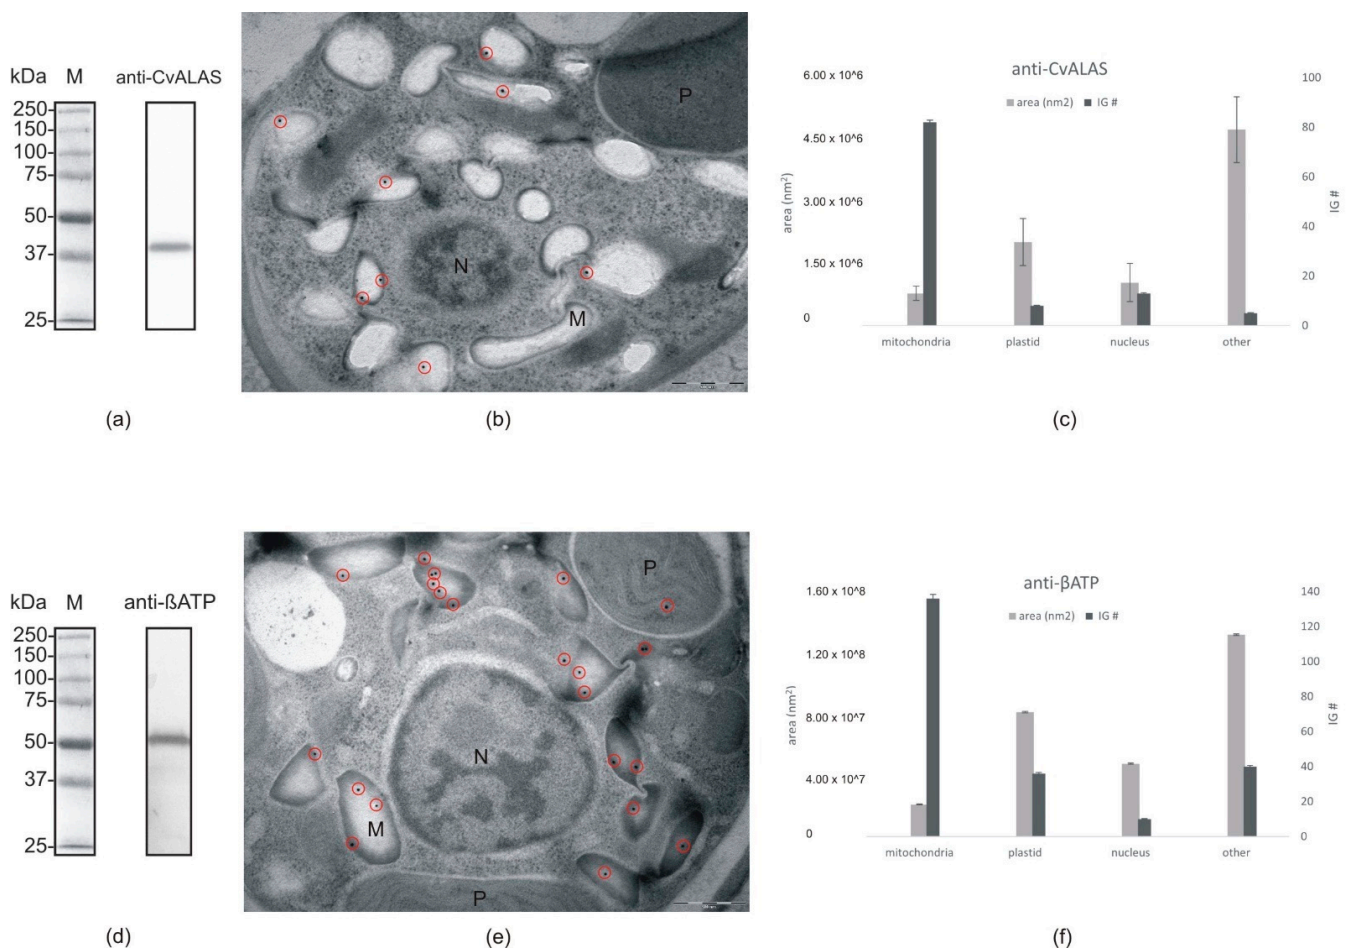 kDa M anti-CvALAS
250
150
100
75
50
37
25
(a)
P
N
M
(b)
anti-CvALAS
area (nm2) IG #
area (nm²)
6.00 x 10^6
4.50 x 10^6
3.00 x 10^6
1.50 x 10^6
0
100
80
60
40
20
0
IG #
mitochondria plastid nucleus other
(c)
kDa M anti-ßATP
250
150
100
75
50
37
25
(d)
P
N
M
P
(e)
anti-βATP
area (nm2) IG #
area (nm²)
1.60 x 10^8
1.20 x 10^8
8.00 x 10^7
4.00 x 10^7
0
140
120
100
80
60
40
20
0
IG #
mitochondria plastid nucleus other
(f)